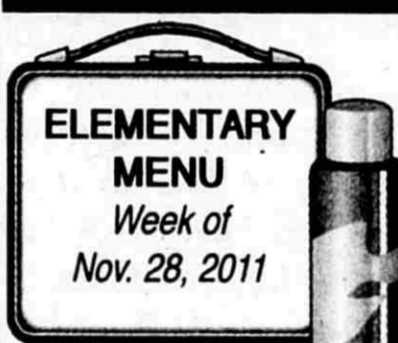 ELEMENTARY
MENU
Week of
Nov. 28, 2011